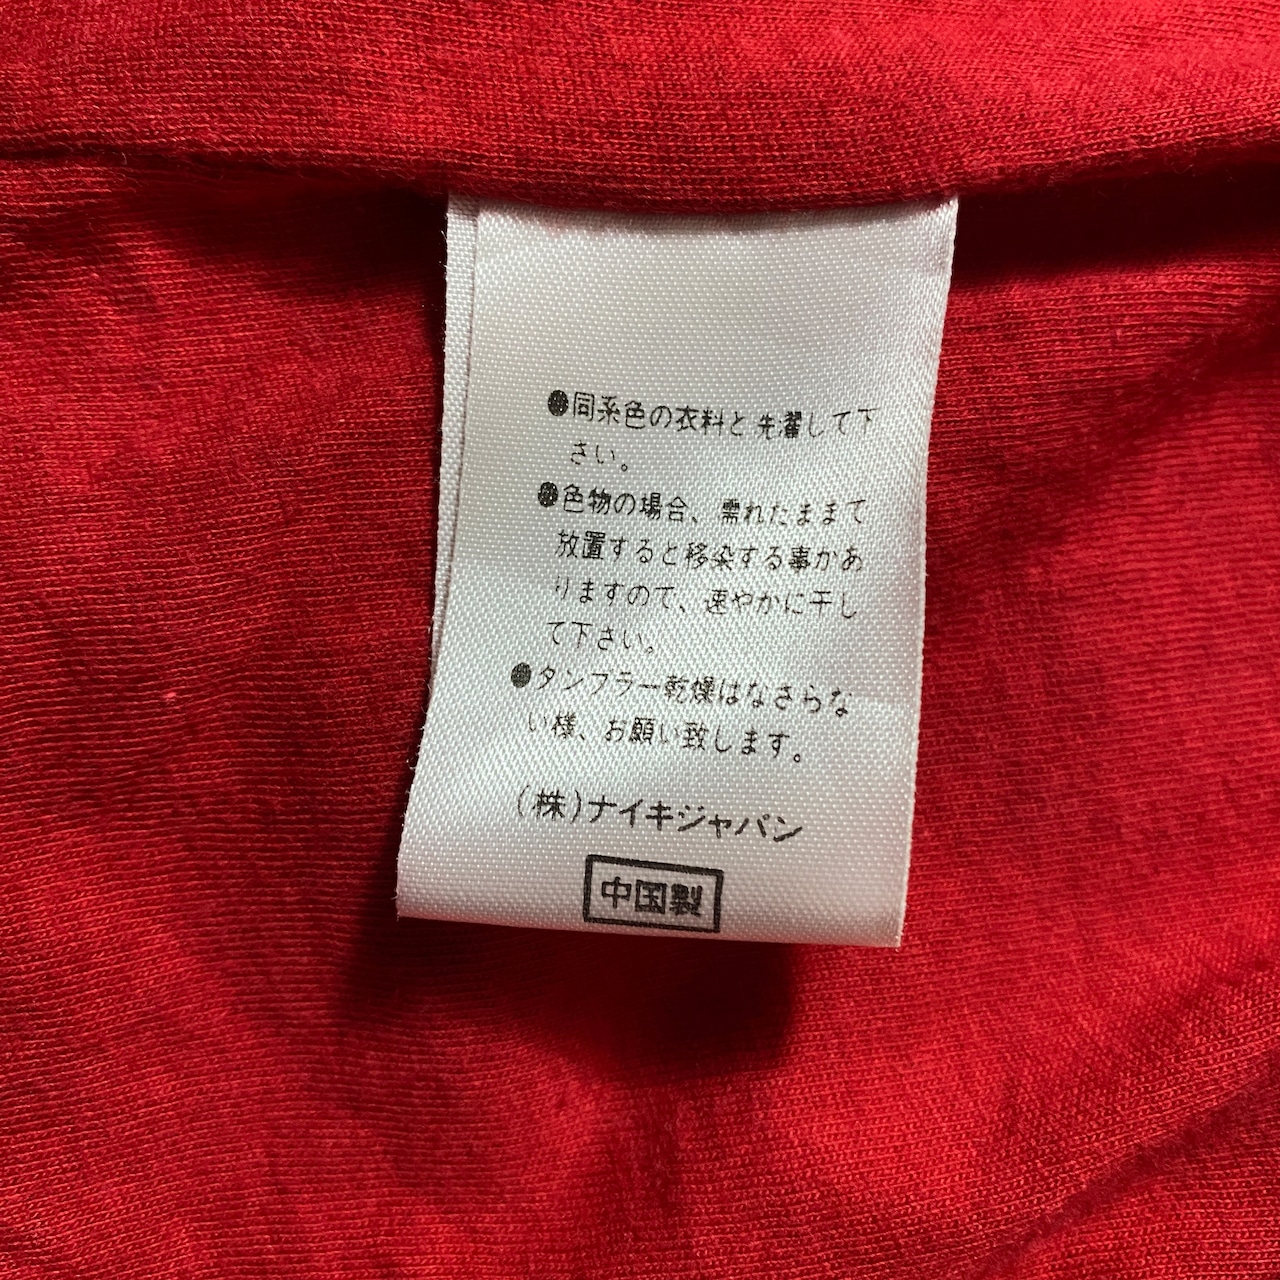 ●同系色の衣料と洗濯して下
さい。
●色物の場合、濡れたままで
放置すると移染する事があ
りますので、速やかに干し
て下さい。
●タンブラー乾燥はなさらな
い様、お願い致します。
(株)ナイキジャパン
中国製